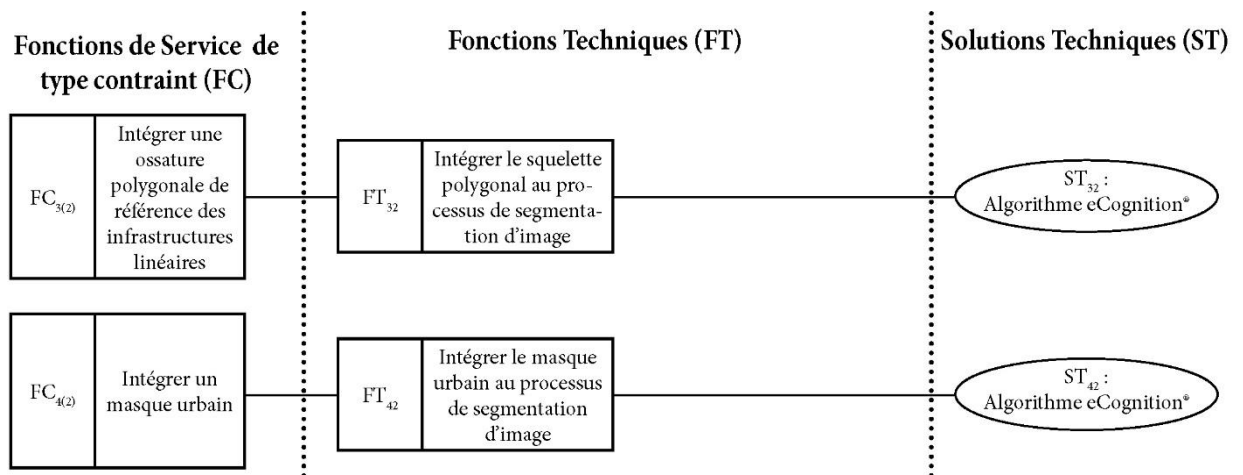 Fonctions de Service de
type contraint (FC)
Fonctions Techniques (FT)
Solutions Techniques (ST)
FC3(2)
Intégrer une
ossature
polygonale de
référence des
infrastructures
linéaires
FT32
Intégrer le squelette
polygonal au pro-
cessus de segmenta-
tion d'image
ST32 :
Algorithme eCognition®
FC4(2)
Intégrer un
masque urbain
FT42
Intégrer le masque
urbain au processus
de segmentation
d'image
ST42 :
Algorithme eCognition®